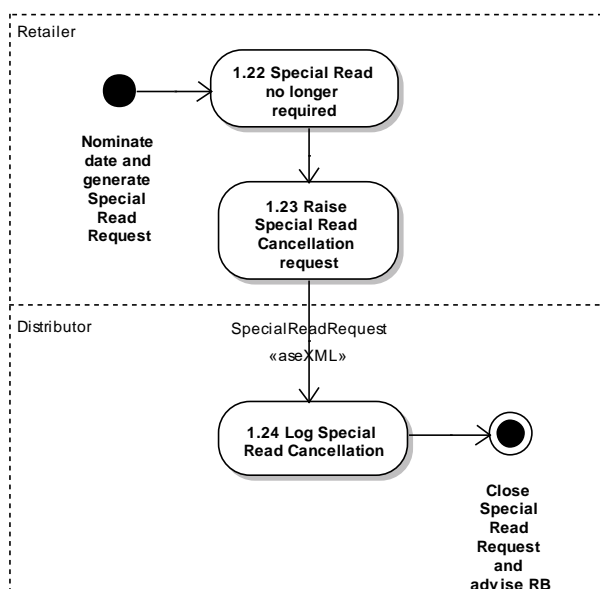 Retailer
1.22 Special Read
no longer
required
Nominate
date and
generate
Special
Read
Request
1.23 Raise
Special Read
Cancellation
request
Distributor
SpecialReadRequest
«aseXML»
1.24 Log Special
Read Cancellation
Close
Special
Read
Request
and
advise RB